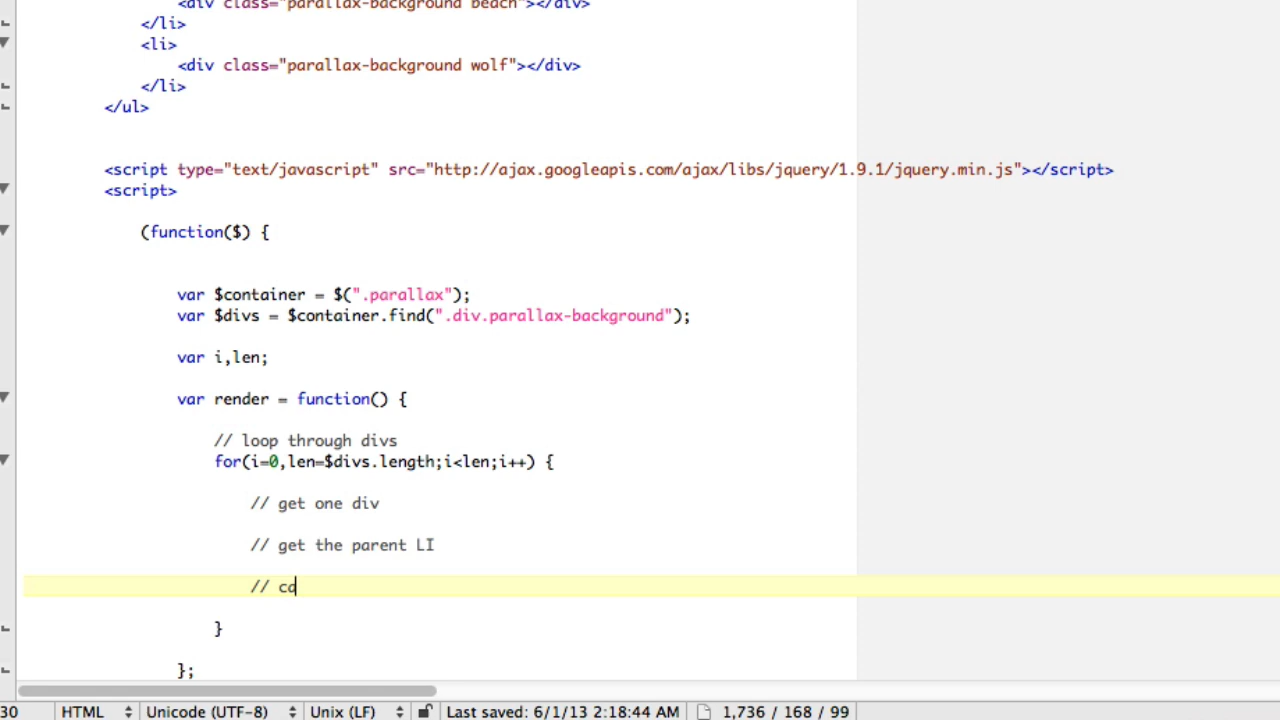 <div class="parallax-background beach"></div>
</li>
<li>
<div class="parallax-background wolf"></div>
</li>
</ul>
<script type="text/javascript" src="http://ajax.googleapis.com/ajax/libs/jquery/1.9.1/jquery.min.js"></script>
<script>
(function($) {
var $container = $(".parallax");
var $divs = $container.find(".div.parallax-background");
var i,len;
var render = function() {
// loop through divs
for(i=0,len=$divs.length;i<len;i++) {
// get one div
// get the parent LI
// ca
}
};
30 HTML Unicode (UTF-8) Unix (LF) Last saved: 6/1/13 2:18:44 AM 1,736 / 168 / 99